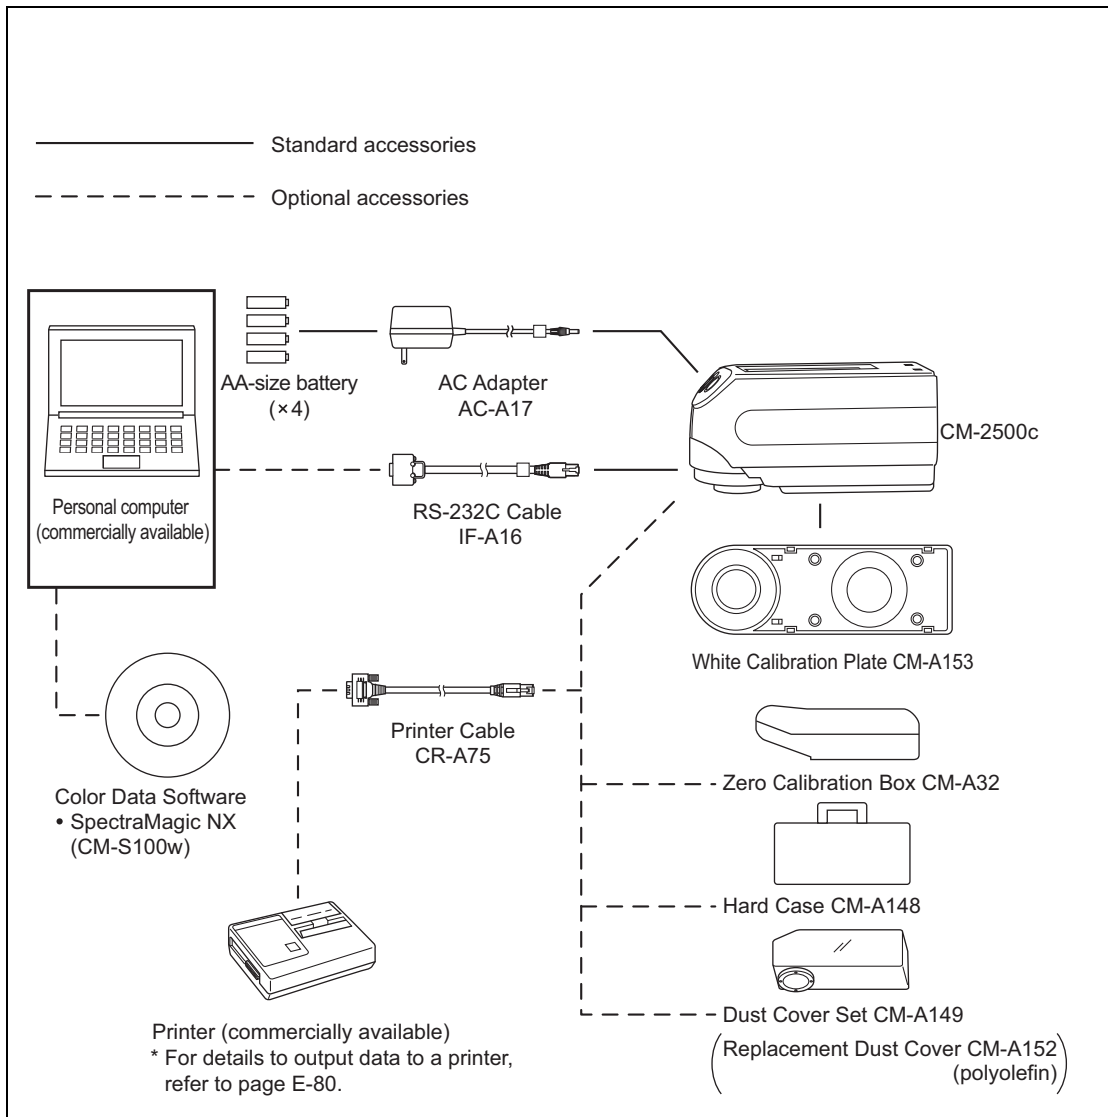 Standard accessories
Optional accessories
AA-size battery
(×4)
AC Adapter
AC-A17
CM-2500c
Personal computer
(commercially available)
RS-232C Cable
IF-A16
White Calibration Plate CM-A153
Printer Cable
CR-A75
Zero Calibration Box CM-A32
Color Data Software
• SpectraMagic NX
(CM-S100w)
Hard Case CM-A148
Dust Cover Set CM-A149
(Replacement Dust Cover CM-A152
(polyolefin))
Printer (commercially available)
* For details to output data to a printer,
refer to page E-80.